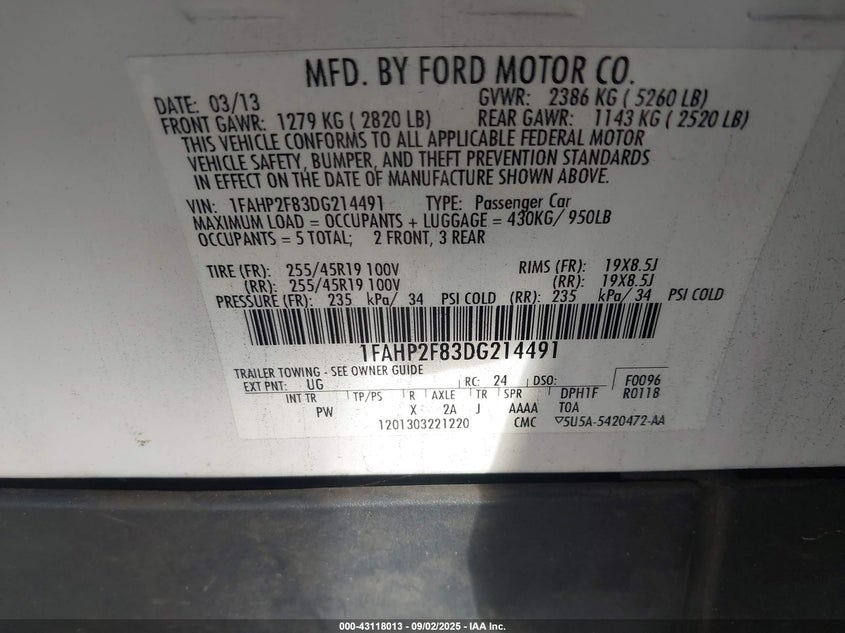 MFD. BY FORD MOTOR CO.
DATE: 03/13 GVWR: 2386 KG ( 5260 LB)
FRONT GAWR: 1279 KG ( 2820 LB) REAR GAWR: 1143 KG ( 2520 LB)
THIS VEHICLE CONFORMS TO ALL APPLICABLE FEDERAL MOTOR
VEHICLE SAFETY, BUMPER, AND THEFT PREVENTION STANDARDS
IN EFFECT ON THE DATE OF MANUFACTURE SHOWN ABOVE.
VIN: 1FAHP2F83DG214491 TYPE: Passenger Car
MAXIMUM LOAD = OCCUPANTS + LUGGAGE = 430KG/ 950LB
OCCUPANTS = 5 TOTAL; 2 FRONT, 3 REAR
TIRE (FR): 255/45R19 100V RIMS (FR): 19X8.5J
(RR): 255/45R19 100V (RR): 19X8.5J
PRESSURE (FR): 235 kPa/ 34 PSI COLD (RR): 235 kPa/ 34 PSI COLD
1FAHP2F83DG214491
TRAILER TOWING - SEE OWNER GUIDE
EXT PNT: UG RC: 24 DSO: F0096
INT TR TP/PS R AXLE TR SPR DPH1F R0118
PW X 2A J AAAA TOA
1201303221220 CMC ▽5U5A-5420472-AA
000-43118013 - 09/02/2025 - IAA Inc.